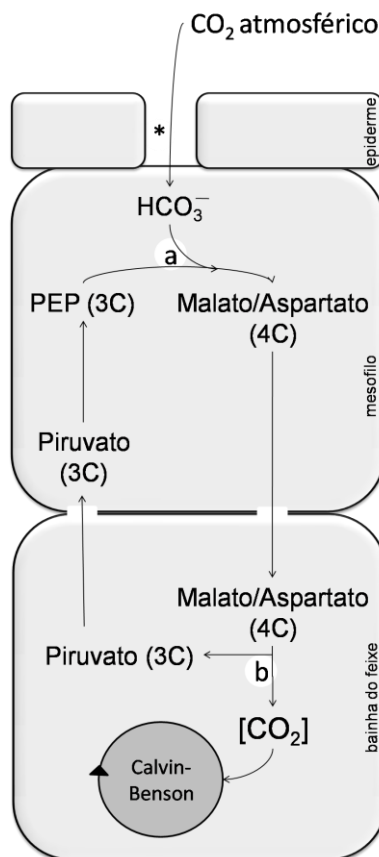 CO₂ atmosférico
*
epiderme
HCO₃⁻
a
PEP (3C)
Malato/Aspartato
(4C)
mesofilo
Piruvato
(3C)
Malato/Aspartato
(4C)
Piruvato (3C)
b
bainha do feixe
[CO₂]
Calvin-
Benson